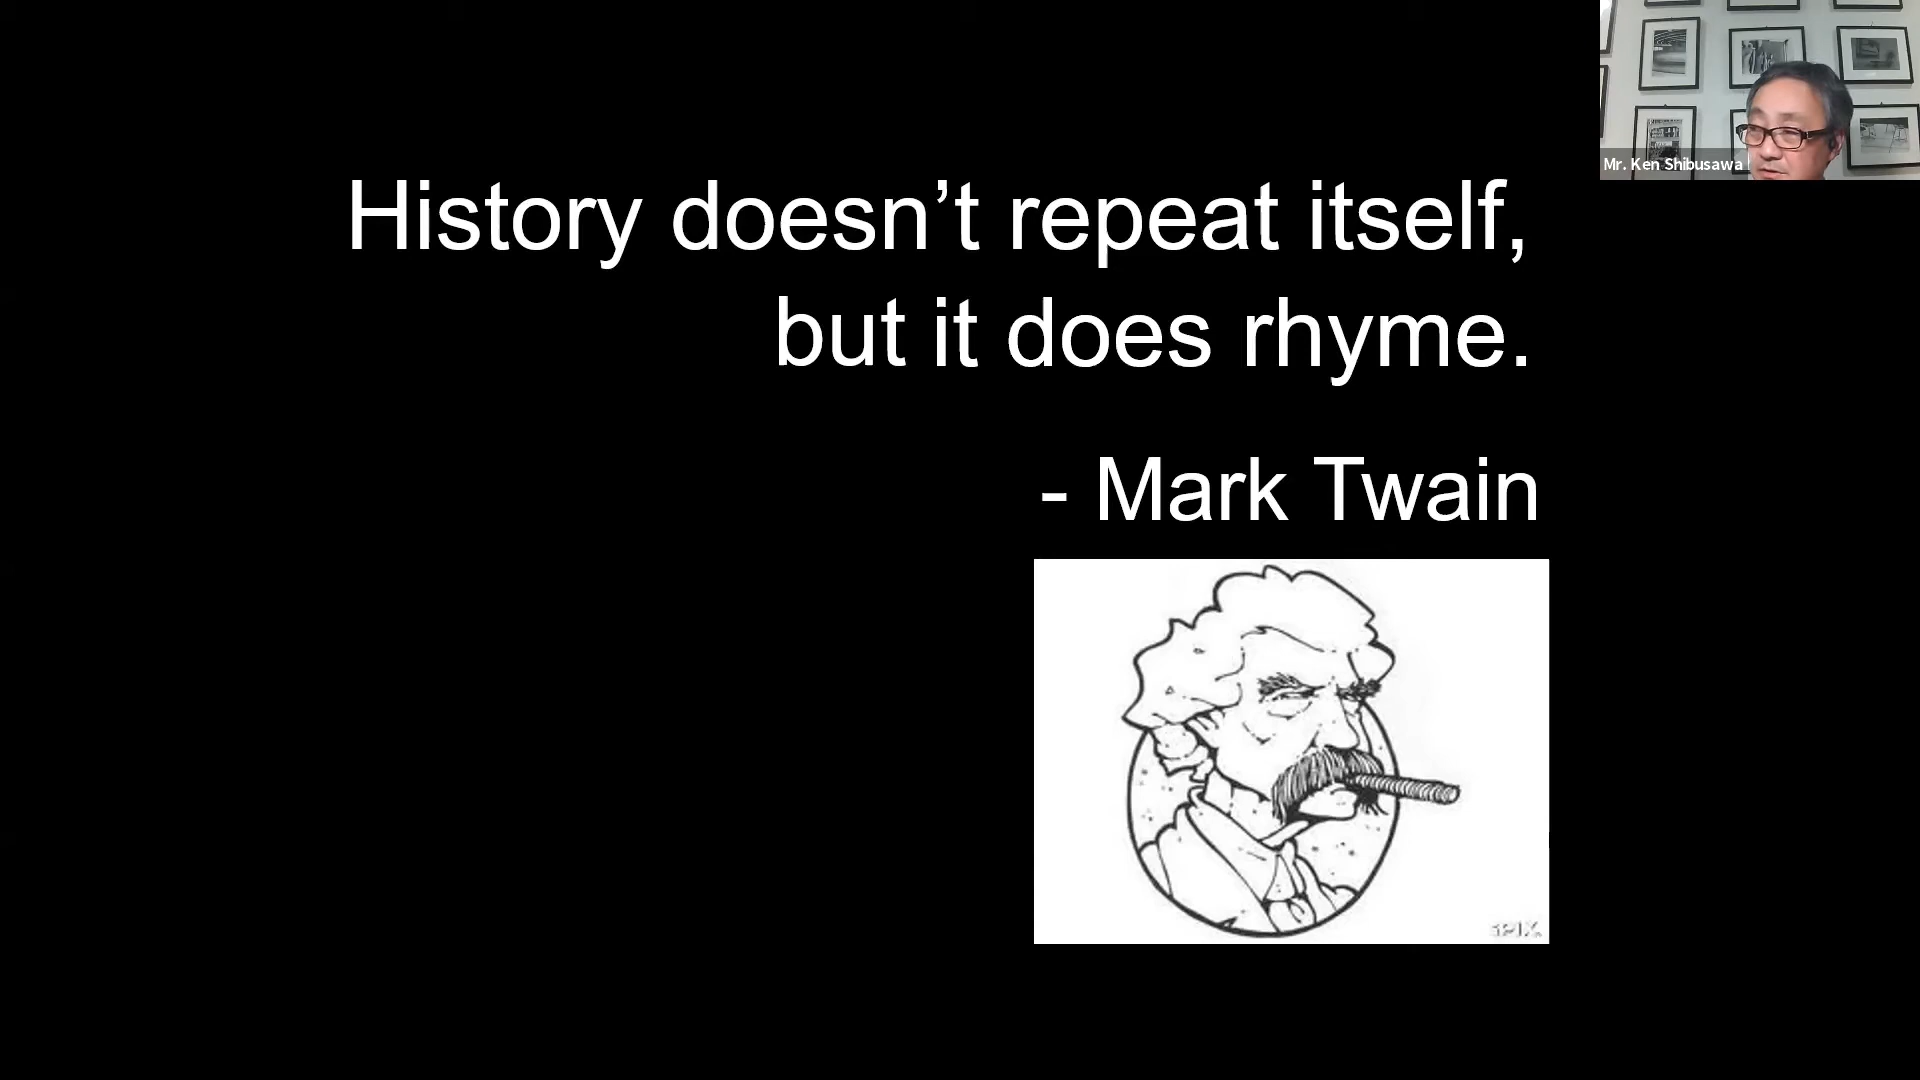 History doesn’t repeat itself,
but it does rhyme.
- Mark Twain
Mr. Ken Shibusawa